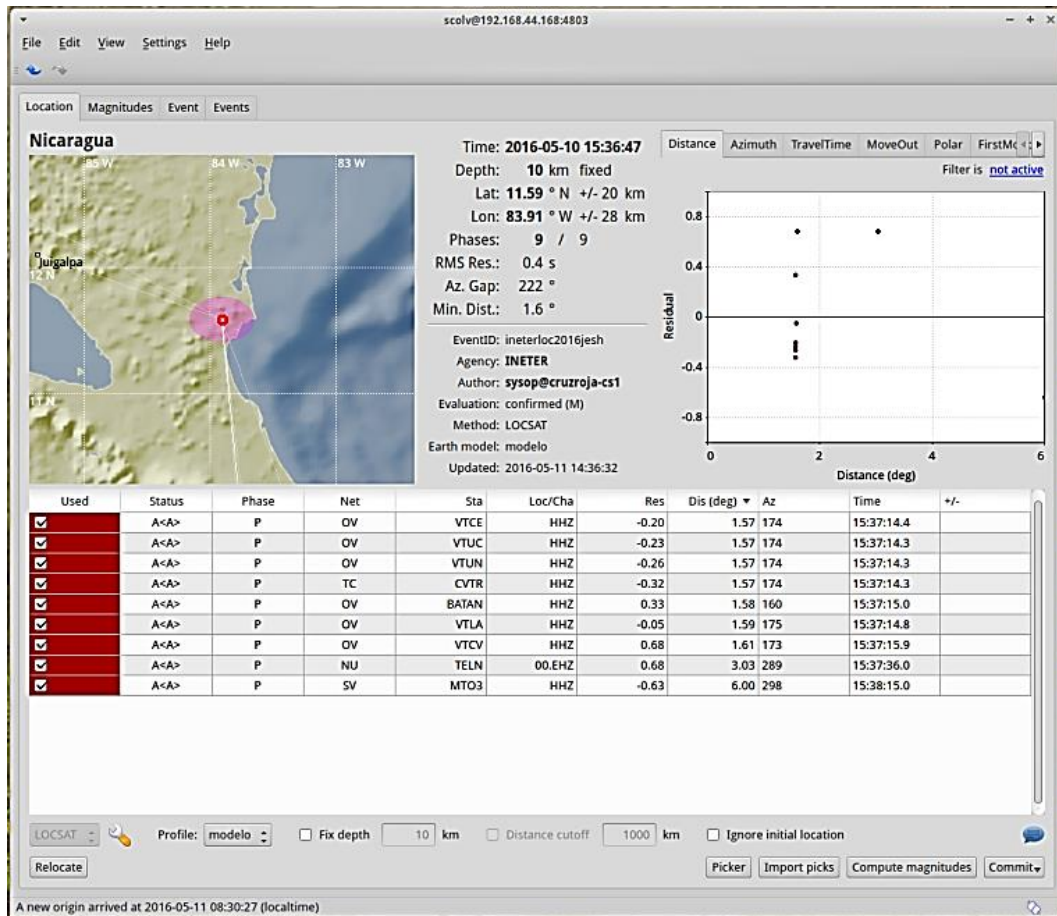 scolv@192.168.44.168:4803
File Edit View Settings Help
Location Magnitudes Event Events
Nicaragua
85 W 84 W 83 W
Juigalpa
12 N
11 N
Time: 2016-05-10 15:36:47
Depth: 10 km fixed
Lat: 11.59 ° N +/- 20 km
Lon: 83.91 ° W +/- 28 km
Phases: 9 / 9
RMS Res.: 0.4 s
Az. Gap: 222 °
Min. Dist.: 1.6 °
EventID: ineterloc2016jesh
Agency: INETER
Author: sysop@cruzroja-cs1
Evaluation: confirmed (M)
Method: LOCSAT
Earth model: modelo
Updated: 2016-05-11 14:36:32
Distance Azimuth TravelTime MoveOut Polar FirstMo
Filter is not active
Residual
0.8
0.4
0
-0.4
-0.8
0 2 4 6
Distance (deg)
Used Status Phase Net Sta Loc/Cha Res Dis (deg) Az Time +/-
A<A> P OV VTCE HHZ -0.20 1.57 174 15:37:14.4
A<A> P OV VTUC HHZ -0.23 1.57 174 15:37:14.3
A<A> P OV VTUN HHZ -0.26 1.57 174 15:37:14.3
A<A> P TC CVTR HHZ -0.32 1.57 174 15:37:14.3
A<A> P OV BATAN HHZ 0.33 1.58 160 15:37:15.0
A<A> P OV VTLA HHZ -0.05 1.59 175 15:37:14.8
A<A> P OV VTCV HHZ 0.68 1.61 173 15:37:15.9
A<A> P NU TELN 00.EHZ 0.68 3.03 289 15:37:36.0
A<A> P SV MTO3 HHZ -0.63 6.00 298 15:38:15.0
LOCSAT Profile: modelo Fix depth 10 km Distance cutoff 1000 km Ignore initial location
Relocate Picker Import picks Compute magnitudes Commit
A new origin arrived at 2016-05-11 08:30:27 (localtime)